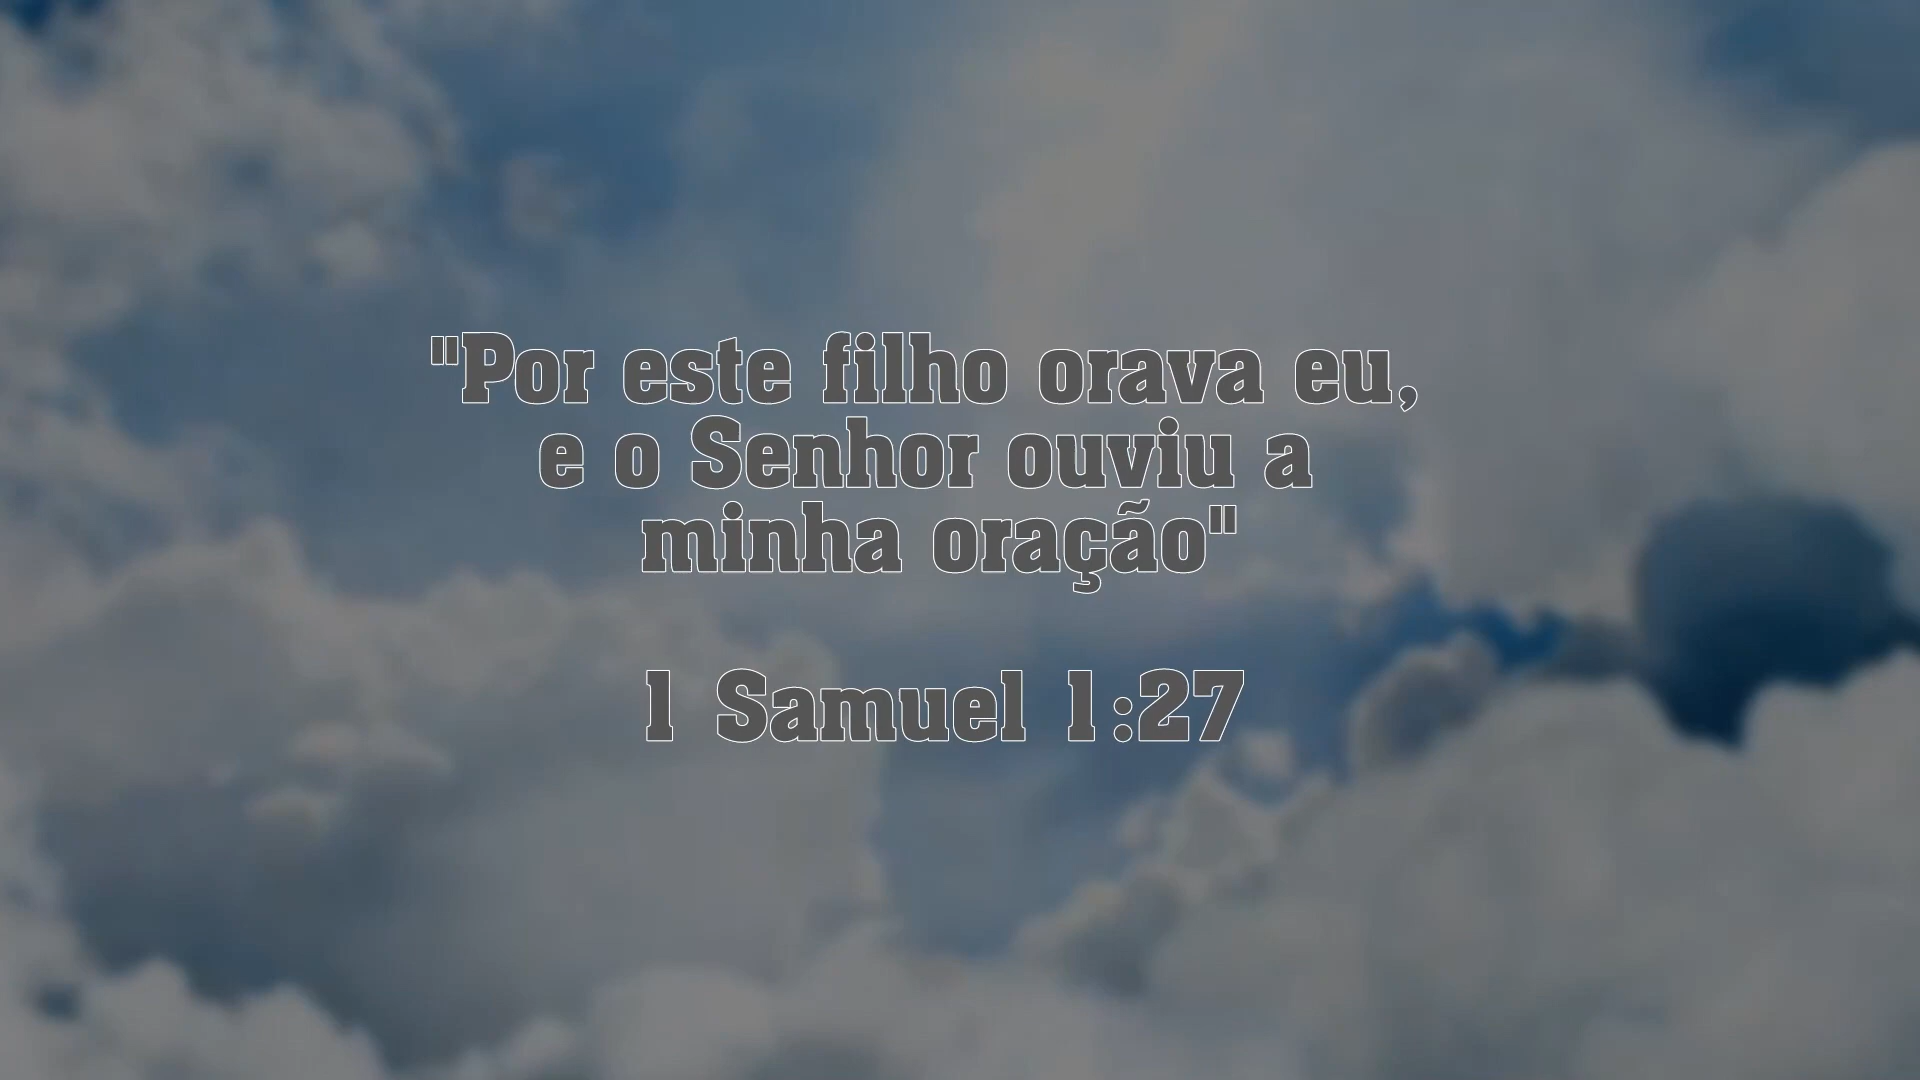 "Por este filho orava eu,
e o Senhor ouviu a
minha oração"
1 Samuel 1:27